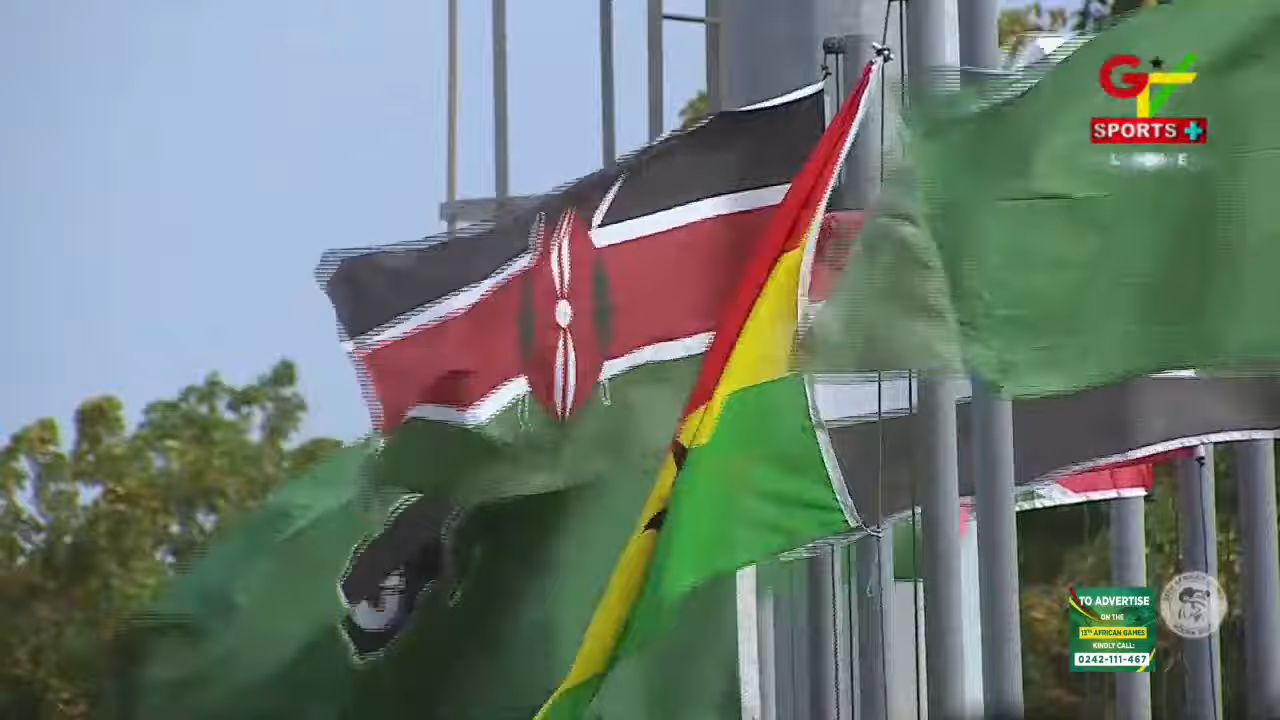 GTV
SPORTS+
TO ADVERTISE
ON THE
13TH AFRICAN GAMES
KINDLY CALL:
0242-111-467